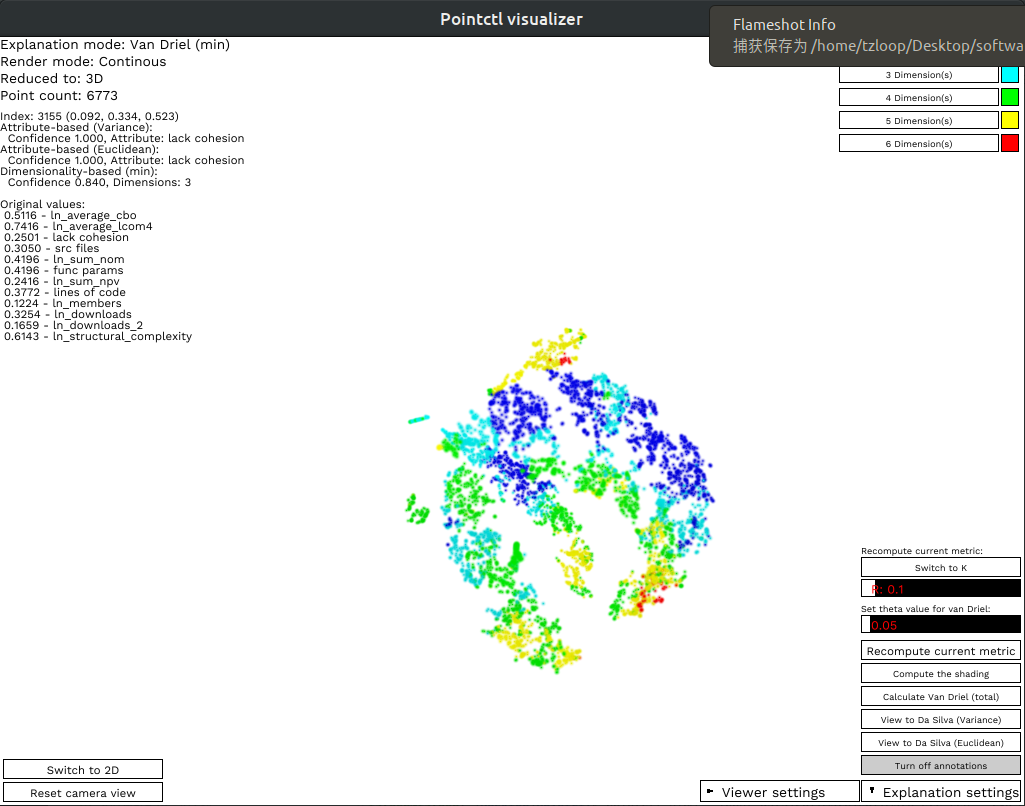 Pointctl visualizer
Flameshot Info
捕获保存为 /home/tzloop/Desktop/softwa
Explanation mode: Van Driel (min)
Render mode: Continous
Reduced to: 3D
Point count: 6773
Index: 3155 (0.092, 0.334, 0.523)
Attribute-based (Variance):
Confidence 1.000, Attribute: lack cohesion
Attribute-based (Euclidean):
Confidence 1.000, Attribute: lack cohesion
Dimensionality-based (min):
Confidence 0.840, Dimensions: 3
Original values:
0.5116 - ln_average_cbo
0.7416 - ln_average_lcom4
0.2501 - lack cohesion
0.3050 - src files
0.4196 - ln_sum_nom
0.4196 - func params
0.2416 - ln_sum_npv
0.3772 - lines of code
0.1224 - ln_members
0.3254 - ln_downloads
0.1659 - ln_downloads_2
0.6143 - ln_structural_complexity
3 Dimension(s)
4 Dimension(s)
5 Dimension(s)
6 Dimension(s)
Recompute current metric:
Switch to K
R: 0.1
Set theta value for van Driel:
0.05
Recompute current metric
Compute the shading
Calculate Van Driel (total)
View to Da Silva (Variance)
View to Da Silva (Euclidean)
Turn off annotations
Switch to 2D
Reset camera view
Viewer settings
Explanation settings